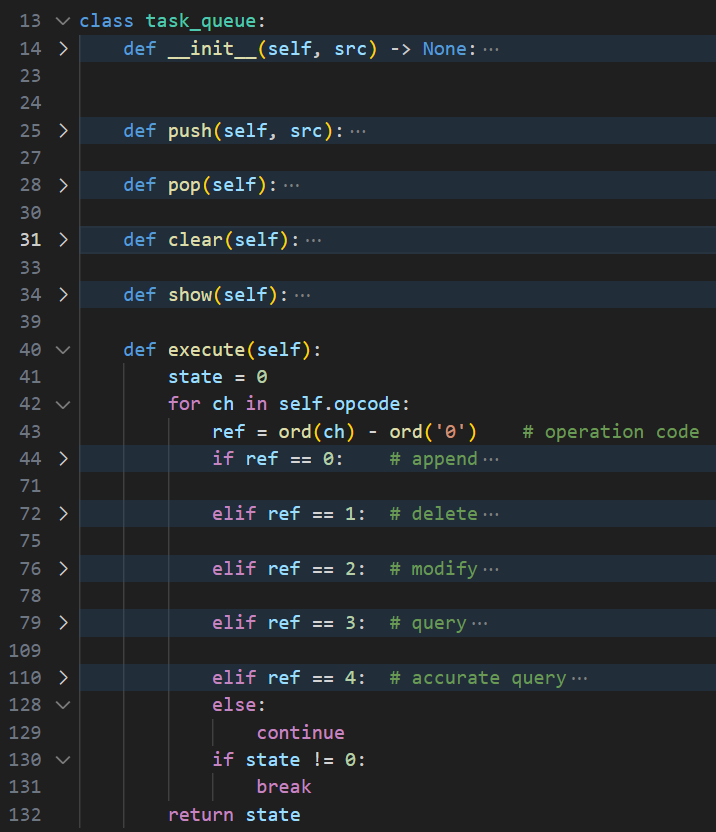 13 class task_queue:
14 def __init__(self, src) -> None: ···
23
24
25 def push(self, src): ···
27
28 def pop(self): ···
30
31 def clear(self): ···
33
34 def show(self): ···
39
40 def execute(self):
41 state = 0
42 for ch in self.opcode:
43 ref = ord(ch) - ord('0') # operation code
44 if ref == 0: # append ···
71
72 elif ref == 1: # delete ···
75
76 elif ref == 2: # modify ···
78
79 elif ref == 3: # query ···
109
110 elif ref == 4: # accurate query ···
128 else:
129 continue
130 if state != 0:
131 break
132 return state